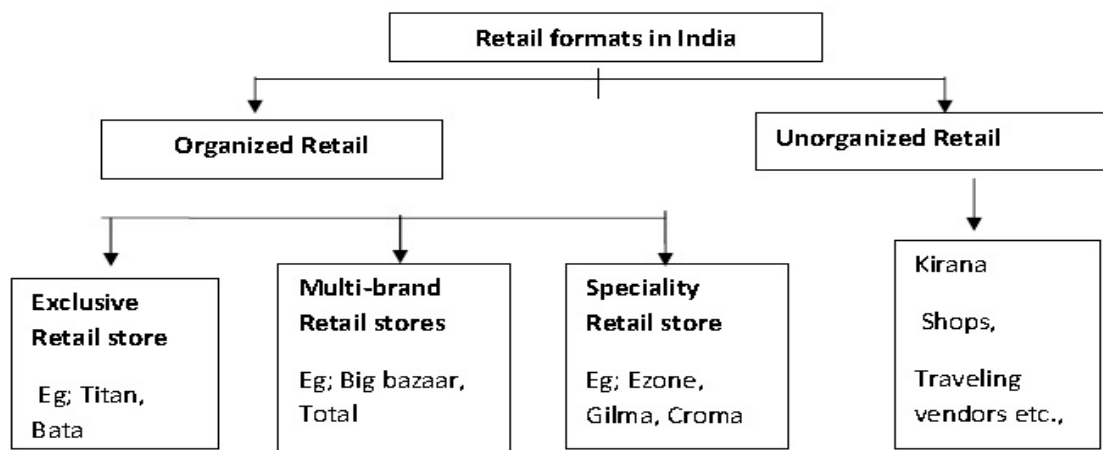 Retail formats in India
Organized Retail
Unorganized Retail
Exclusive
Retail store
Eg; Titan,
Bata
Multi-brand
Retail stores
Eg; Big bazaar,
Total
Speciality
Retail store
Eg; Ezone,
Gilma, Croma
Kirana
Shops,
Traveling
vendors etc.,